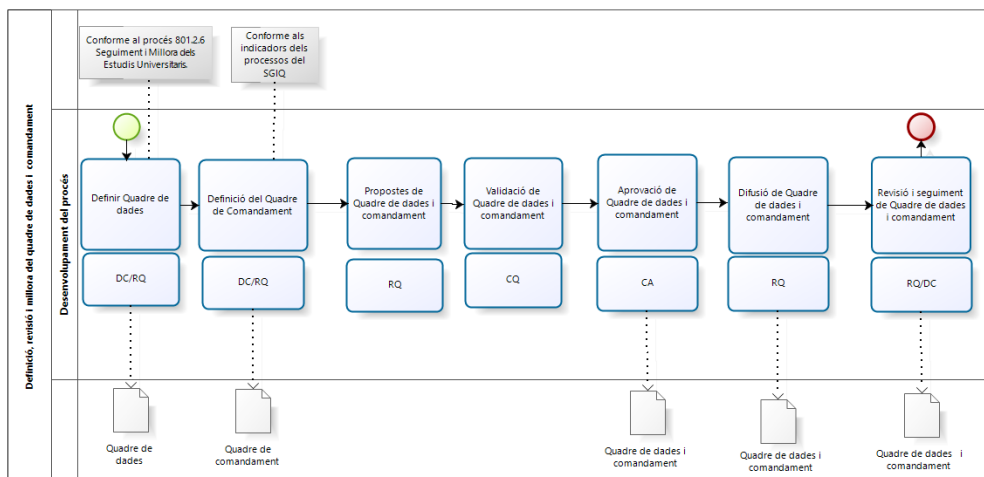 Definició, revisió i millora del quadre de dades i comandament
Desenvolupament del procés
Conforme al procés 801.2.6
Seguiment i Millora dels
Estudis Universitaris.
Conforme als
indicadors dels
processos del
SGIQ
Definir Quadre de
dades
Definició del Quadre
de Comandament
Propostes de
Quadre de dades i
comandament
Validació de
Quadre de dades i
comandament
Aprovació de
Quadre de dades i
comandament
Difusió de Quadre
de dades i
comandament
Revisió i seguiment
de Quadre de dades
i comandament
DC/RQ
DC/RQ
RQ
CQ
CA
RQ
RQ/DC
Quadre de
dades
Quadre de
comandament
Quadre de dades i
comandament
Quadre de dades i
comandament
Quadre de dades i
comandament